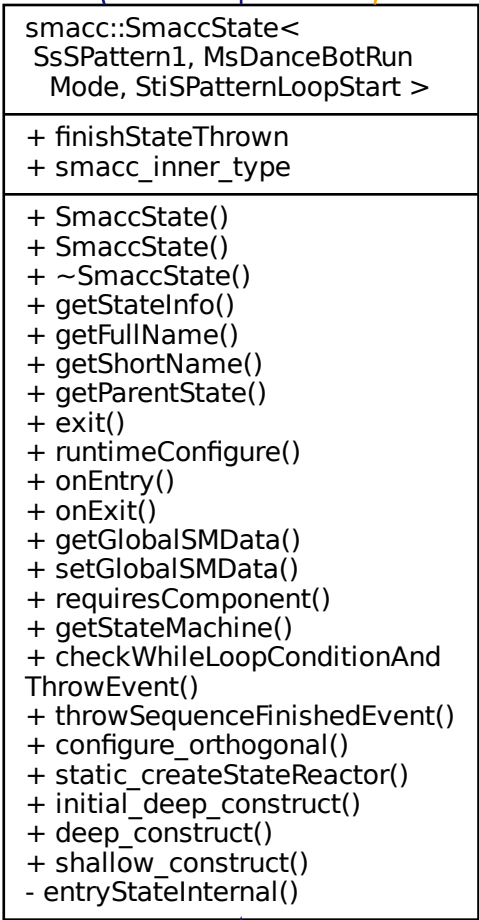 smacc::SmaccState<
SsSPattern1, MsDanceBotRun
Mode, StiSPatternLoopStart >
+ finishStateThrown
+ smacc_inner_type
+ SmaccState()
+ SmaccState()
+ ~SmaccState()
+ getStateInfo()
+ getFullName()
+ getShortName()
+ getParentState()
+ exit()
+ runtimeConfigure()
+ onEntry()
+ onExit()
+ getGlobalSMData()
+ setGlobalSMData()
+ requiresComponent()
+ getStateMachine()
+ checkWhileLoopConditionAnd
ThrowEvent()
+ throwSequenceFinishedEvent()
+ configure_orthogonal()
+ static_createStateReactor()
+ initial_deep_construct()
+ deep_construct()
+ shallow_construct()
- entryStateInternal()